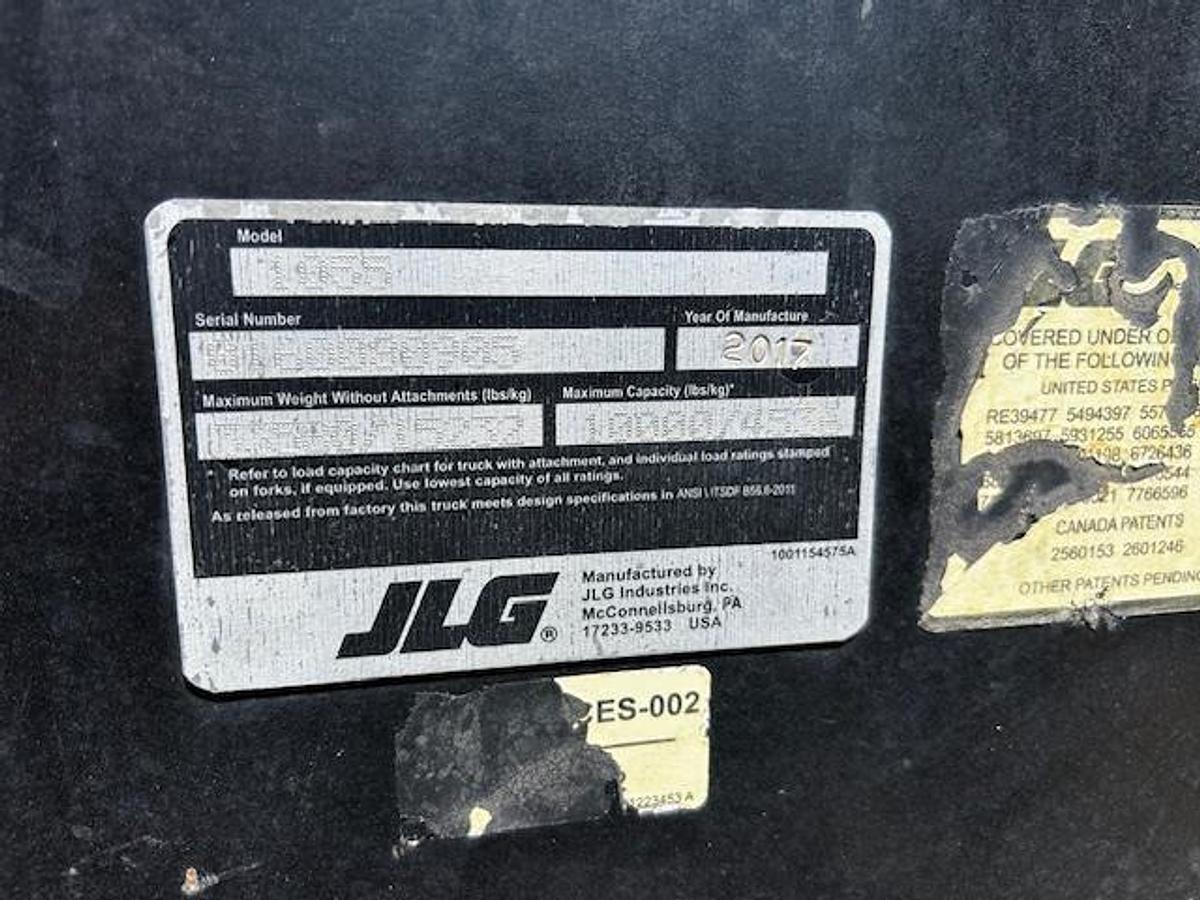 Model
1055
Serial Number
Year Of Manufacture
2017
Maximum Weight Without Attachments (lbs/kg)
Maximum Capacity (lbs/kg)*
* Refer to load capacity chart for truck with attachment, and individual load ratings stamped
on forks, if equipped. Use lowest capacity of all ratings.
As released from factory this truck meets design specifications in ANSI \ ITSDF B56.6-2011
1001154575A
JLG®
Manufactured by
JLG Industries Inc.
McConnellsburg, PA
17233-9533 USA
CES-002
1223453 A
COVERED UNDER
OF THE FOLLOWING
UNITED STATES
RE39477 5494397
5813697 5931255
6726436
7766596
CANADA PATENTS
2560153 2601246
OTHER PATENTS PENDING